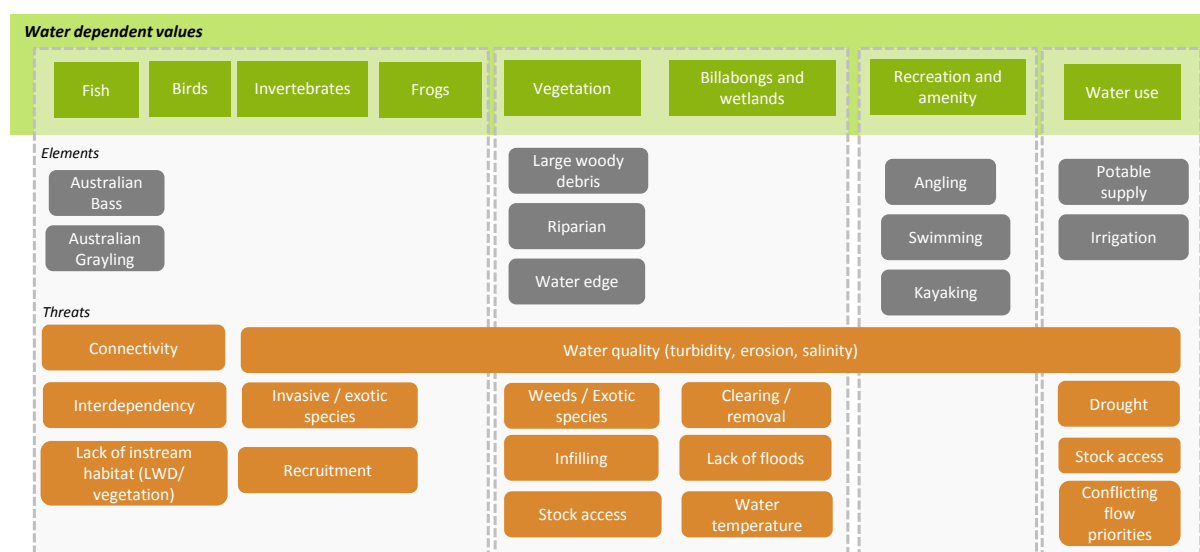 Water dependent values
Fish
Birds
Invertebrates
Frogs
Vegetation
Billabongs and
wetlands
Recreation and
amenity
Water use
Elements
Australian
Bass
Australian
Grayling
Large woody
debris
Riparian
Water edge
Angling
Swimming
Kayaking
Potable
supply
Irrigation
Threats
Connectivity
Water quality (turbidity, erosion, salinity)
Interdependency
Invasive / exotic
species
Weeds / Exotic
species
Clearing /
removal
Drought
Lack of instream
habitat (LWD/
vegetation)
Recruitment
Infilling
Lack of floods
Stock access
Stock access
Water
temperature
Conflicting
flow
priorities